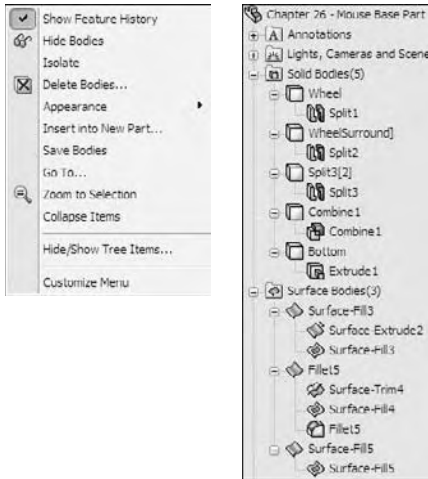 Show Feature History
Hide Bodies
Isolate
Delete Bodies...
Appearance
Insert into New Part...
Save Bodies
Go To...
Zoom to Selection
Collapse Items
Hide/Show Tree Items...
Customize Menu
Chapter 26 - Mouse Base Part
Annotations
Lights, Cameras and Scene
Solid Bodies(5)
Wheel
Split1
WheelSurround]
Split2
Split3[2]
Split3
Combine1
Combine1
Bottom
Extrude1
Surface Bodies(3)
Surface-Fill3
Surface-Extrude2
Surface-Fill3
Fillet5
Surface-Trim4
Surface-Fill4
Fillet5
Surface-Fill5
Surface-Fill5